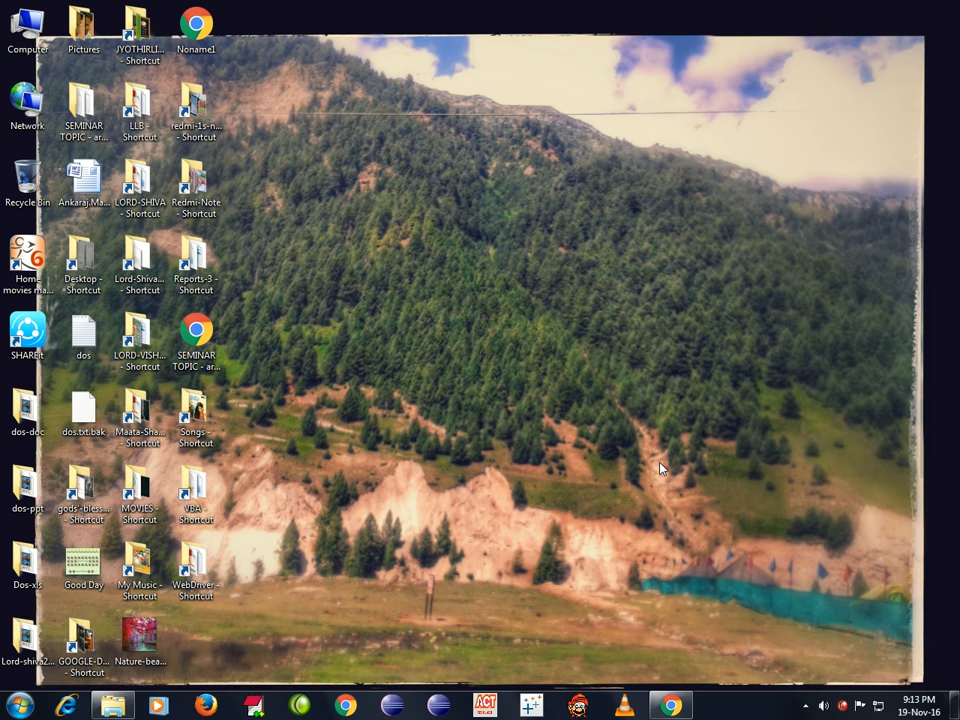 Computer
Pictures
JYOTHIRLI...
- Shortcut
Noname1
Network
SEMINAR
TOPIC - ar...
LLB -
Shortcut
redmi-1s-n...
- Shortcut
Recycle Bin
Ankaraj.Ma...
LORD-SHIVA
- Shortcut
Redmi-Note
- Shortcut
Home
movies ma...
Desktop -
Shortcut
Lord-Shiva...
- Shortcut
Reports-3 -
Shortcut
SHAREit
dos
LORD-VISH...
- Shortcut
SEMINAR
TOPIC - ar...
dos-doc
dos.txt.bak
Maata-Sha...
- Shortcut
Songs -
Shortcut
dos-ppt
gods'-bless...
- Shortcut
MOVIES -
Shortcut
VBA -
Shortcut
Dos-xls
Good Day
My Music -
Shortcut
WebDriver -
Shortcut
Lord-shiva2...
GOOGLE-D...
- Shortcut
Nature-bea...
ACT
9:13 PM
19-Nov-16